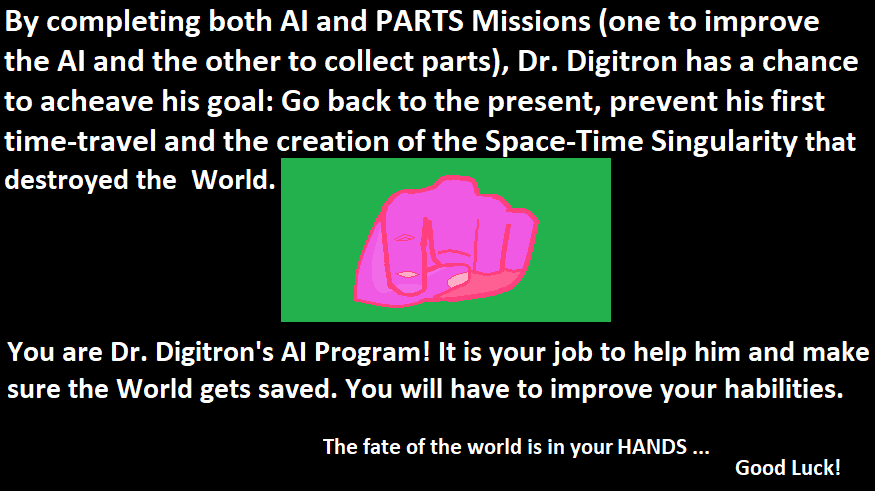 By completing both AI and PARTS Missions (one to improve
the AI and the other to collect parts), Dr. Digitron has a chance
to acheave his goal: Go back to the present, prevent his first
time-travel and the creation of the Space-Time Singularity that
destroyed the  World.
You are Dr. Digitron's AI Program! It is your job to help him and make
sure the World gets saved. You will have to improve your habilities.
The fate of the world is in your HANDS ...
Good Luck!